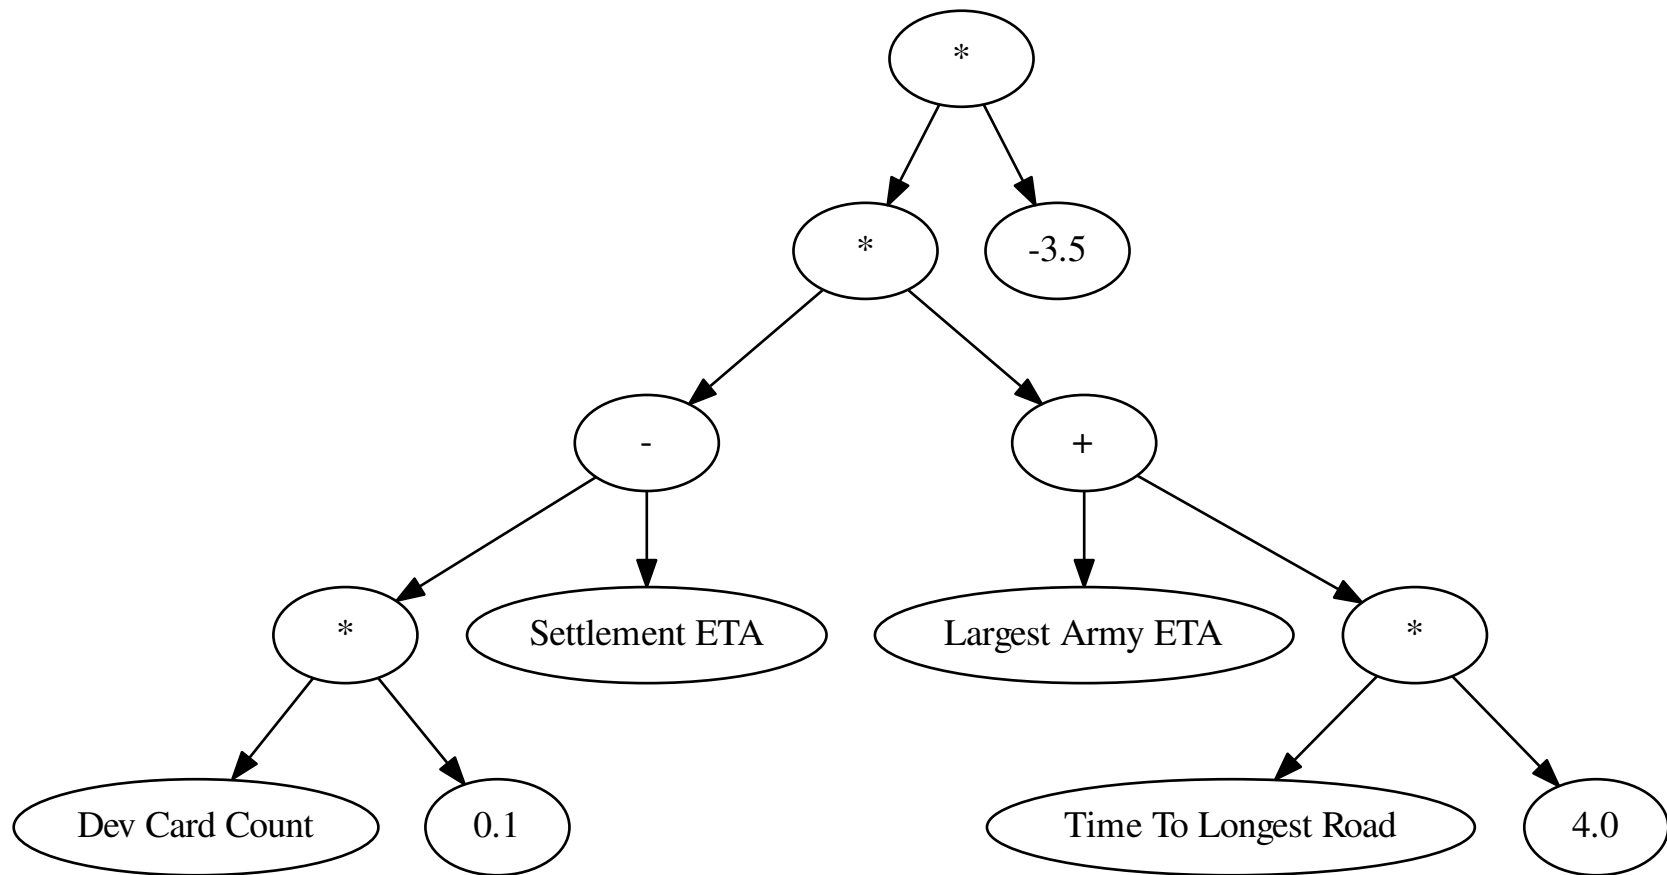 *
*
-3.5
-
+
*
Settlement ETA
Largest Army ETA
*
Dev Card Count
0.1
Time To Longest Road
4.0